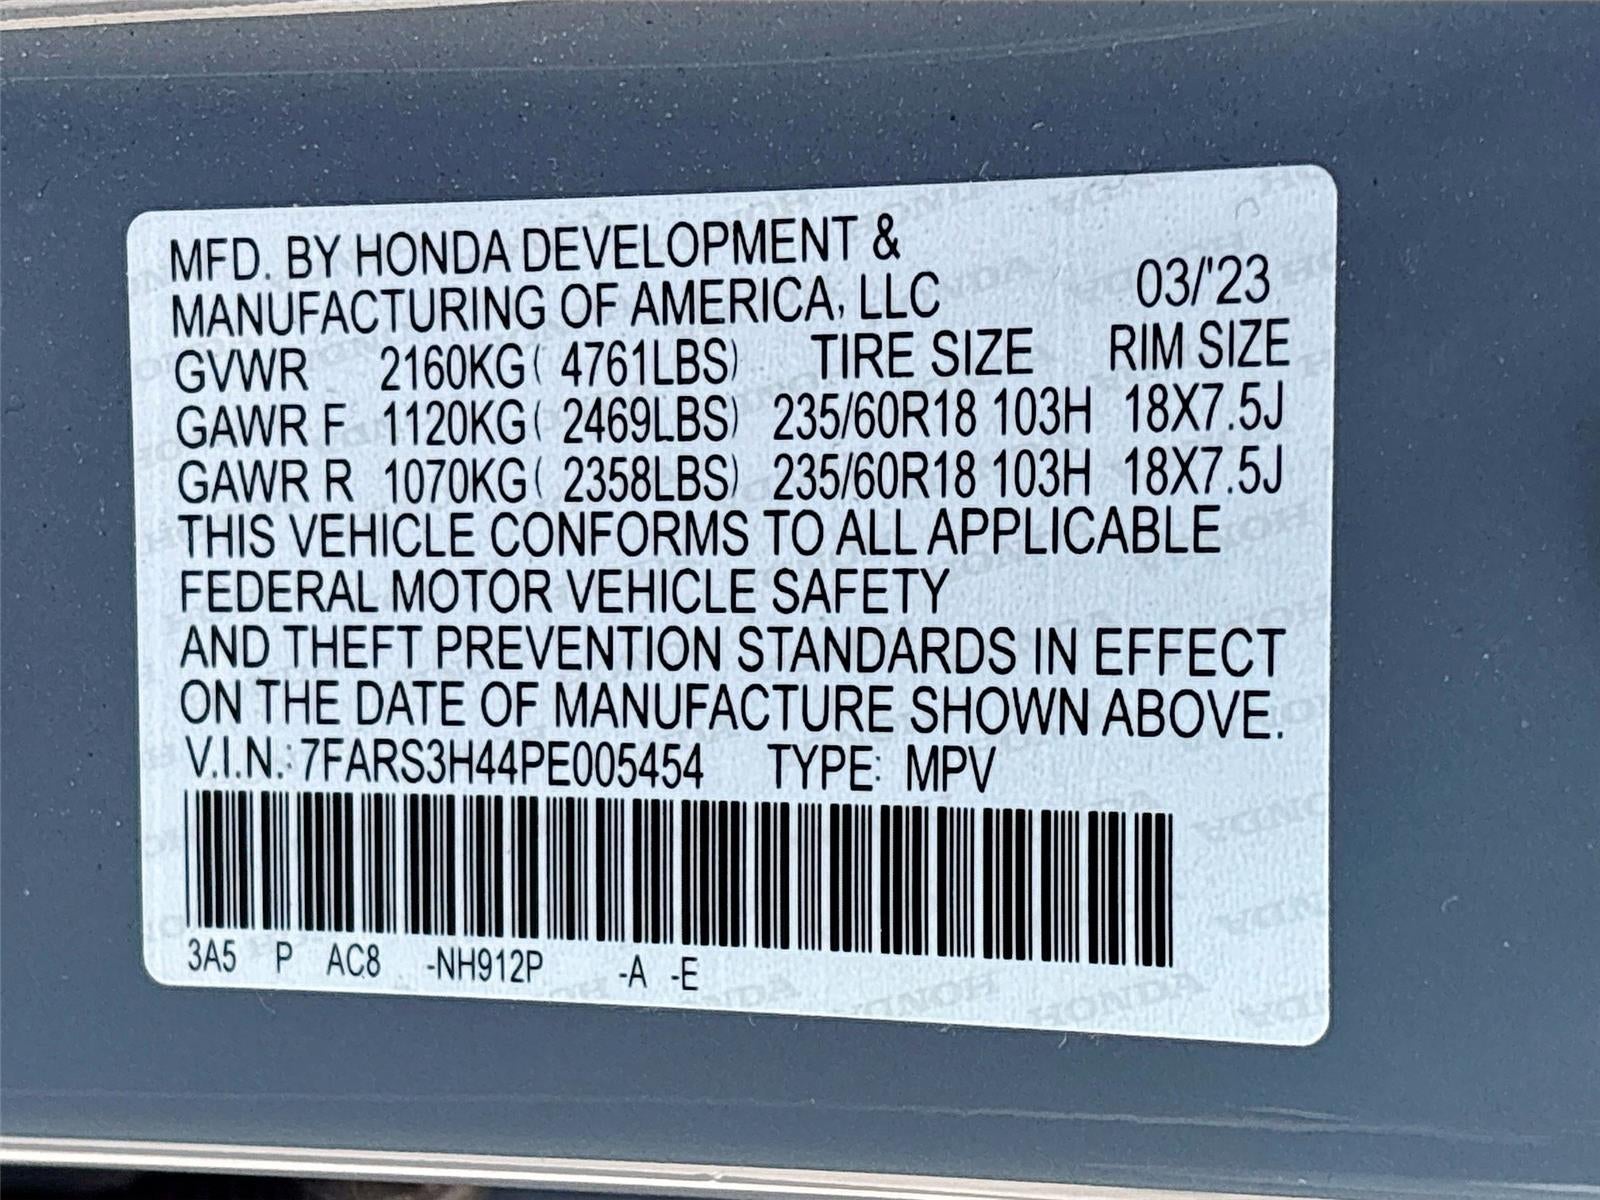 MFD. BY HONDA DEVELOPMENT &
MANUFACTURING OF AMERICA, LLC 03/'23
GVWR 2160KG( 4761LBS) TIRE SIZE RIM SIZE
GAWR F 1120KG( 2469LBS) 235/60R18 103H 18X7.5J
GAWR R 1070KG( 2358LBS) 235/60R18 103H 18X7.5J
THIS VEHICLE CONFORMS TO ALL APPLICABLE
FEDERAL MOTOR VEHICLE SAFETY
AND THEFT PREVENTION STANDARDS IN EFFECT
ON THE DATE OF MANUFACTURE SHOWN ABOVE.
V.I.N.: 7FARS3H44PE005454 TYPE: MPV
3A5 P AC8 -NH912P -A -E